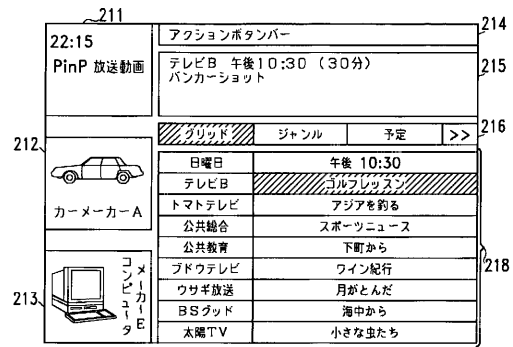 211
22:15
PinP 放送動画
アクションボタンバー
214
テレビB 午後10:30 (30分)
バンカーショット
215
グリッド ジャンル 予定 >>
216
212
カーメーカーA
日曜日 午後 10:30
テレビB ゴルフレッスン
トマトテレビ アジアを釣る
公共総合 スポーツニュース
公共教育 下町から
ブドウテレビ ワイン紀行
ウサギ放送 月がとんだ
BSグッド 海中から
太陽TV 小さな虫たち
218
213
メーカーE
コンピュータ